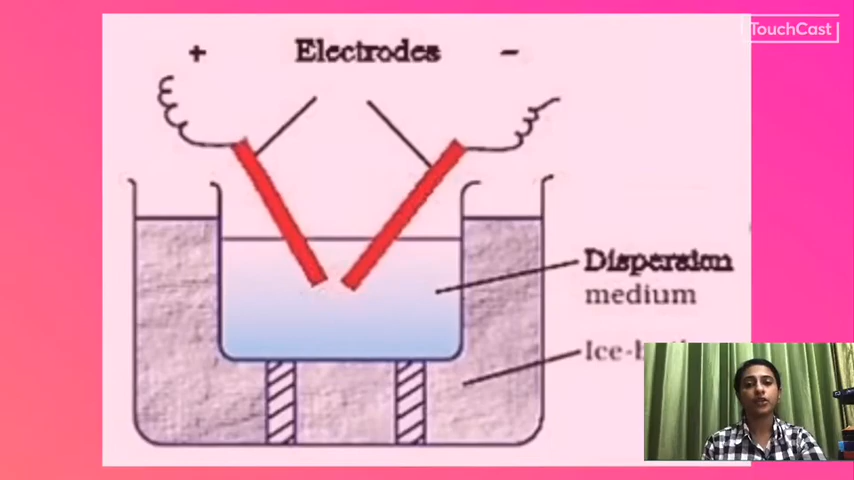 TouchCast
+ Electrodes −
Dispersion
medium